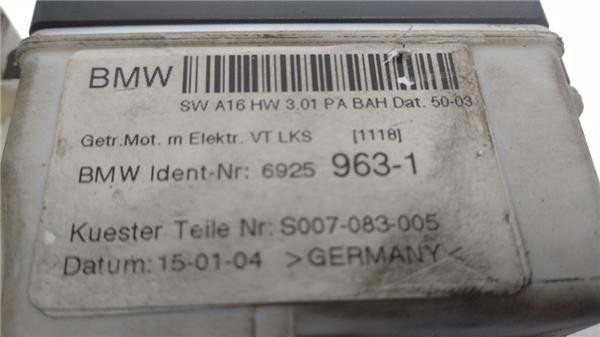 BMW
SW A16 HW 3.01 PA BAH Dat. 50-03
Getr.Mot. m Elektr. VT LKS [1118]
BMW Ident-Nr: 6925 963-1
Kuester Teile Nr: S007-083-005
Datum: 15-01-04 >GERMANY<